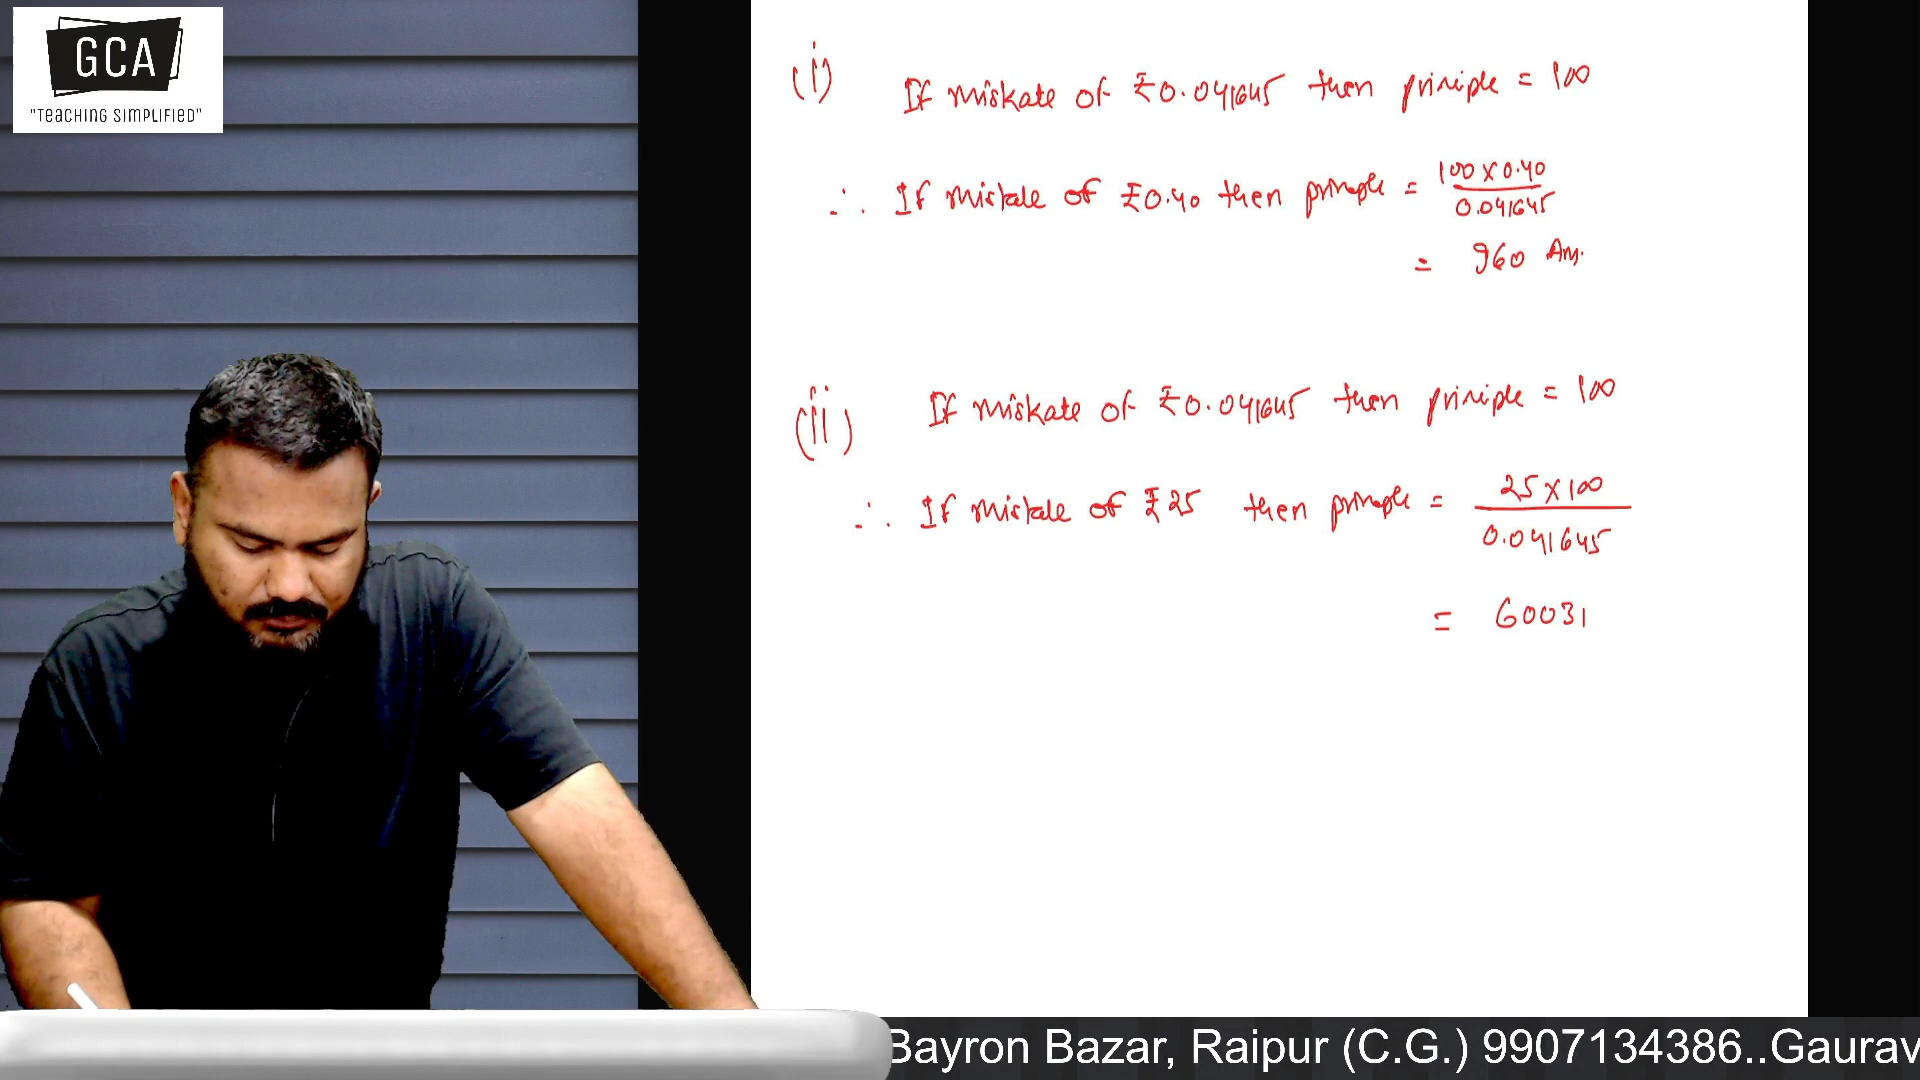 GCA
"TEACHING SIMPLIFIED"
(i) If miskate of ₹0.041645 then priniple = 100
∴ If mistake of ₹0.40 then principle = 100 x 0.40 / 0.041645
= 960 Ans.
(ii) If miskate of ₹0.041645 then priniple = 100
∴ If mistake of ₹25 then principle = 25 x 100 / 0.041645
= 60031
Bayron Bazar, Raipur (C.G.) 9907134386..Gaurav